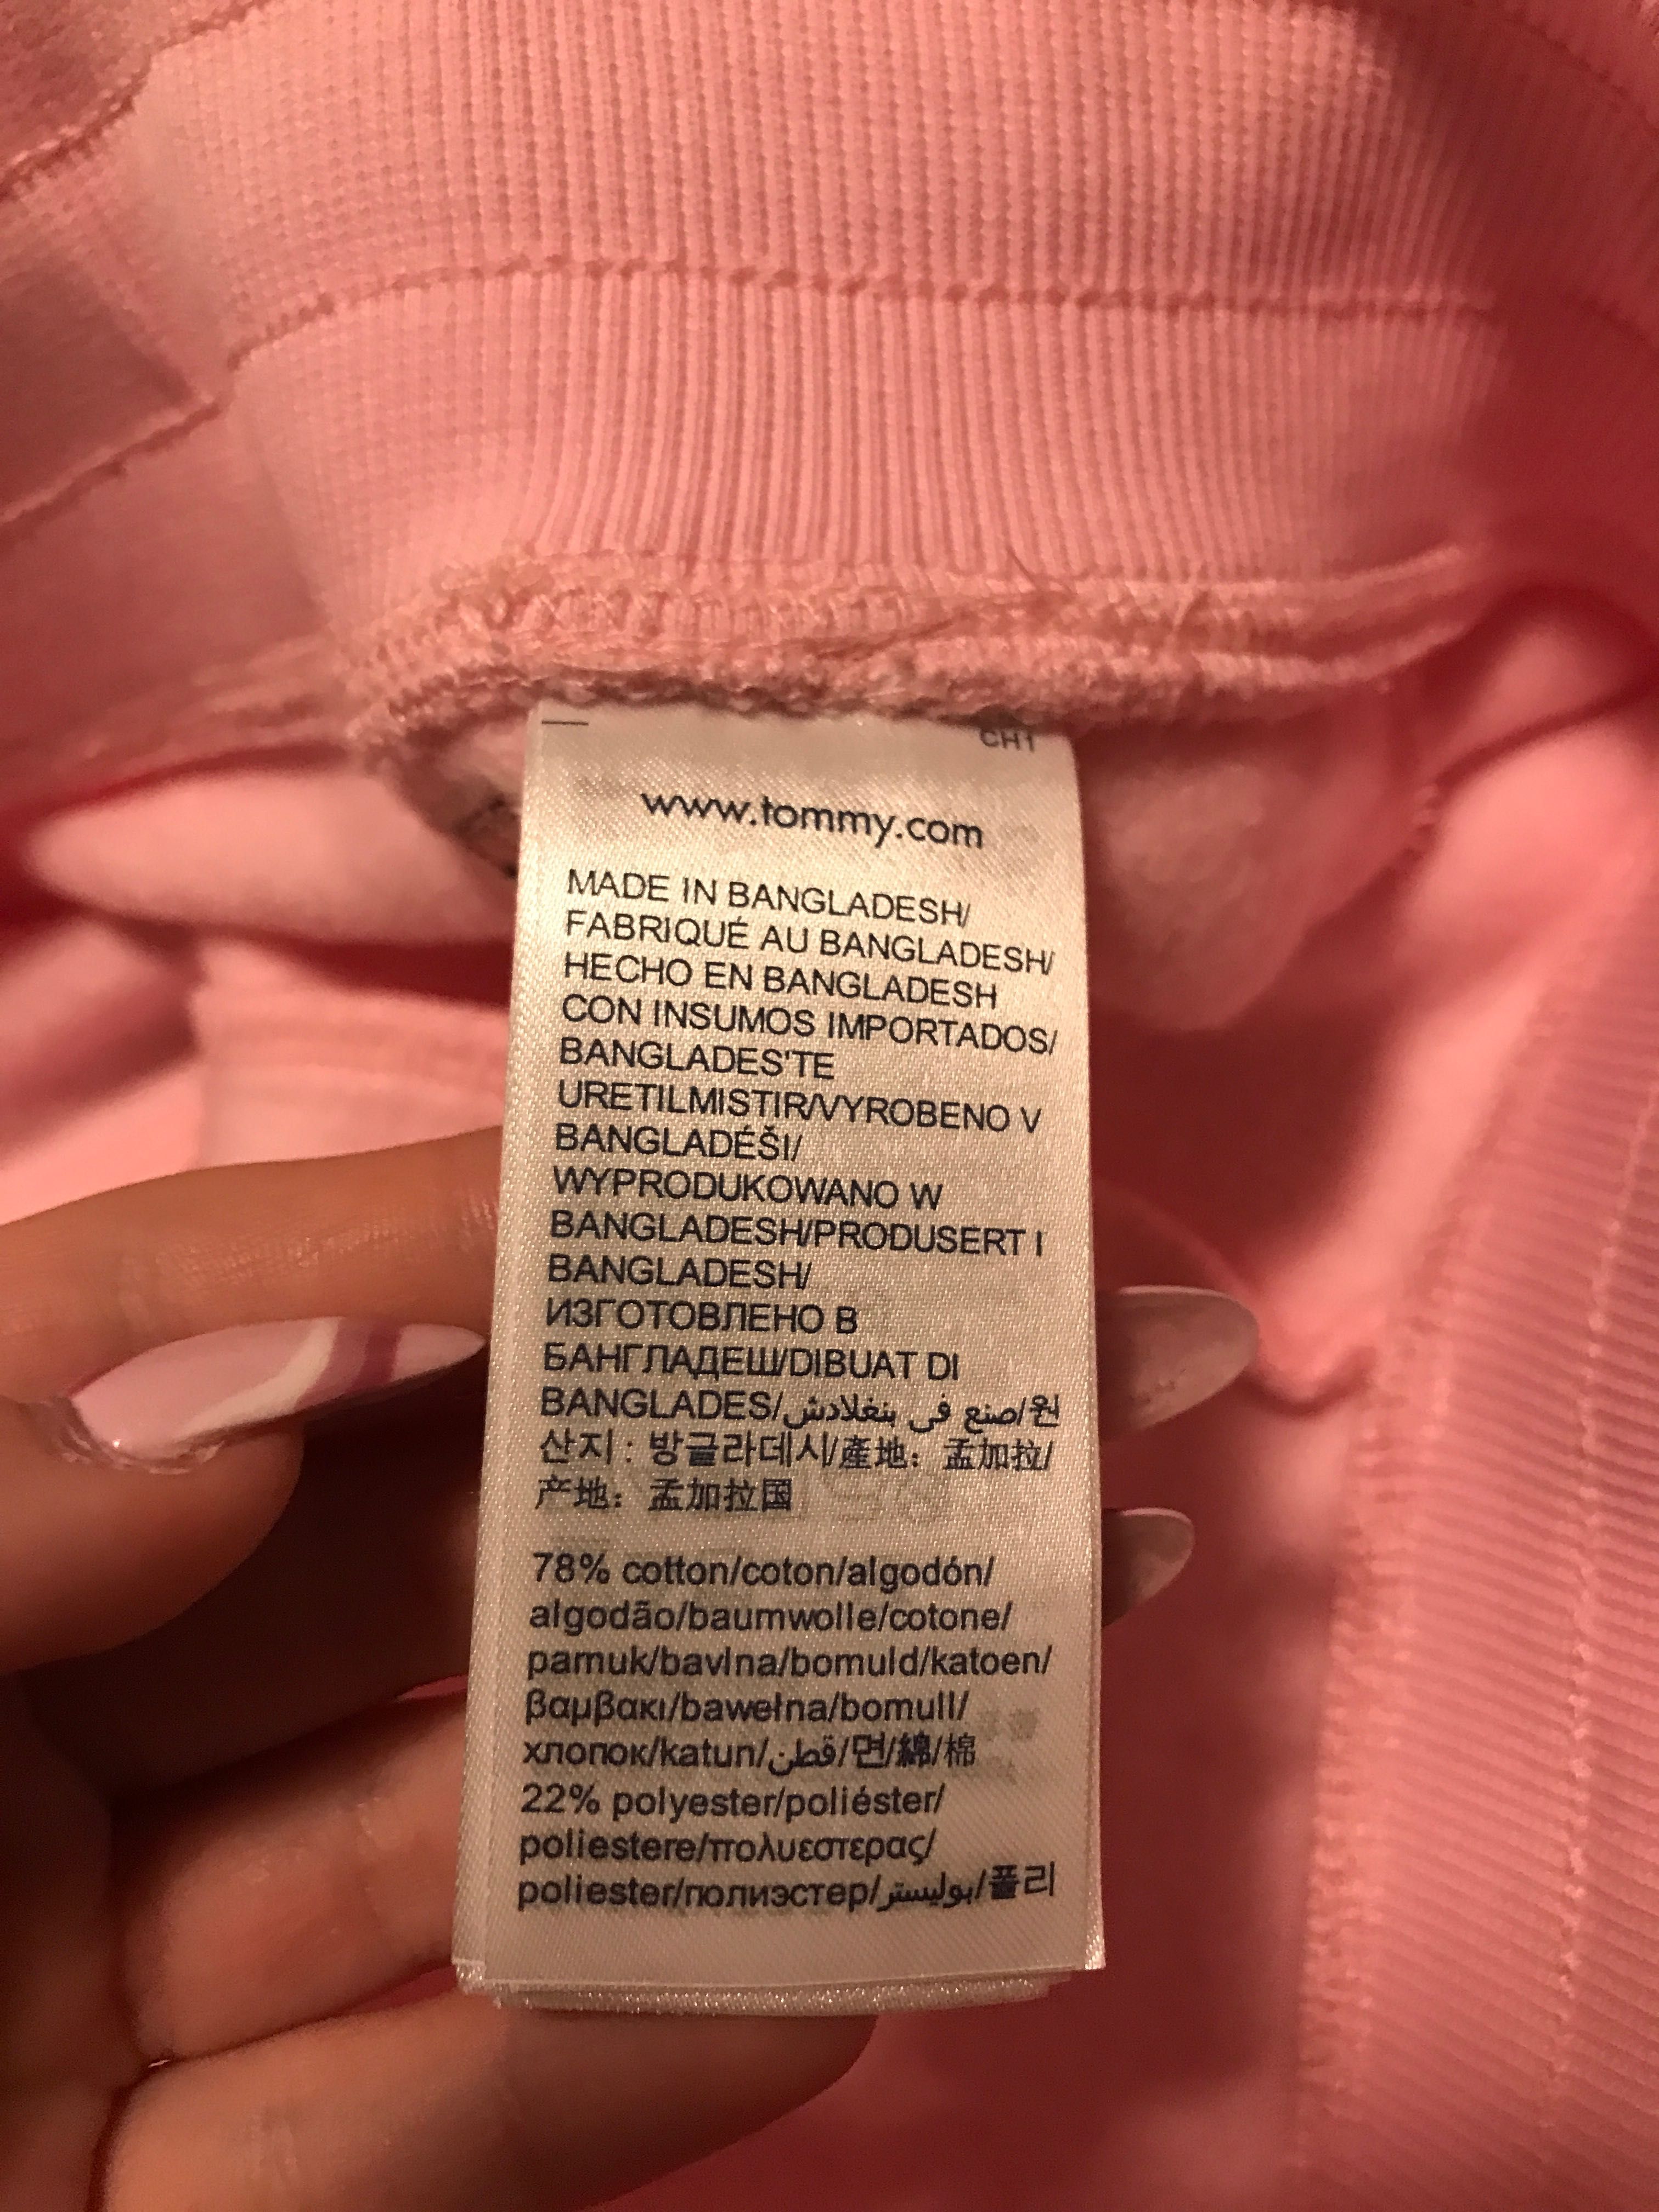 CH1
www.tommy.com
MADE IN BANGLADESH/
FABRIQUÉ AU BANGLADESH/
HECHO EN BANGLADESH
CON INSUMOS IMPORTADOS/
BANGLADES'TE
URETILMISTIR/VYROBENO V
BANGLADÉŠI/
WYPRODUKOWANO W
BANGLADESH/PRODUSERT I
BANGLADESH/
ИЗГОТОВЛЕНО В
БАНГЛАДЕШ/DIBUAT DI
BANGLADES/صنع في بنغلادش/원
산지 : 방글라데시/產地：孟加拉/
产地：孟加拉国
78% cotton/coton/algodón/
algodão/baumwolle/cotone/
pamuk/bavlna/bomuld/katoen/
βαμβακι/bawełna/bomull/
хлопок/katun/قطن/면/綿/棉
22% polyester/poliéster/
poliestere/πολυεστερας/
poliester/полиэстер/بوليستر/폴리